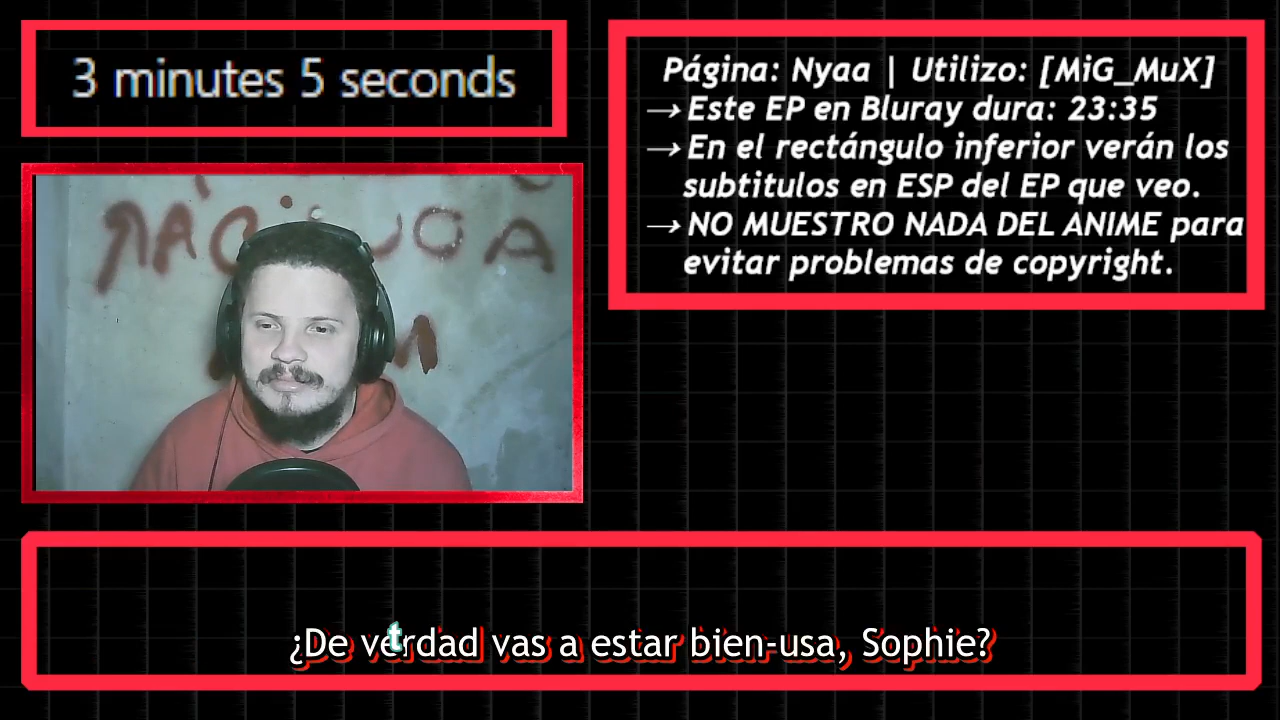 3 minutes 5 seconds
Página: Nyaa | Utilizo: [MiG_MuX]
→ Este EP en Bluray dura: 23:35
→ En el rectángulo inferior verán los
subtitulos en ESP del EP que veo.
→ NO MUESTRO NADA DEL ANIME para
evitar problemas de copyright.
¿De verdad vas a estar bien-usa, Sophie?
t